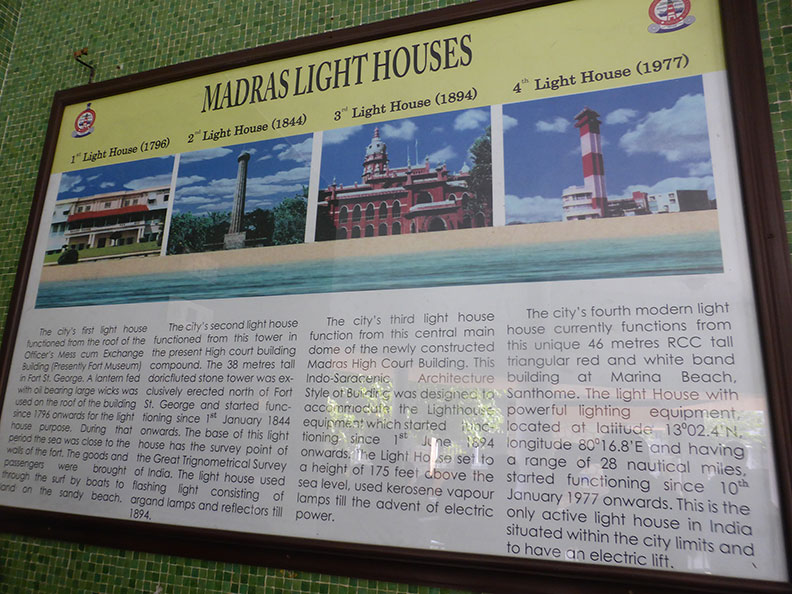 MADRAS LIGHT HOUSES
1st Light House (1796)
2nd Light House (1844)
3rd Light House (1894)
4th Light House (1977)
The city's first light house
functioned from the roof of the
Officer's Mess cum Exchange
Building (Presently Fort Museum)
in Fort St. George. A lantern fed
with oil bearing large wicks was
used on the roof of the building
since 1796 onwards for the light
house purpose. During that
period the sea was close to the
walls of the fort. The goods and
passengers were brought
through the surf by boats to
land on the sandy beach.
The city's second light house
functioned from this tower in
the present High court building
compound. The 38 metres tall
doricfluted stone tower was ex-
clusively erected north of Fort
St. George and started func-
tioning since 1st January 1844
onwards. The base of this light
house has the survey point of
the Great Trignometrical Survey
of India. The light house used
flashing light consisting of
argand lamps and reflectors till
1894.
The city's third light house
function from this central main
dome of the newly constructed
Madras High Court Building. This
Indo-Saracenic Architecture
Style of Building was designed to
accommodate the Lighthouse
equipment which started func-
tioning since 1st June 1894
onwards. The Light House set at
a height of 175 feet above the
sea level, used kerosene vapour
lamps till the advent of electric
power.
The city's fourth modern light
house currently functions from
this unique 46 metres RCC tall
triangular red and white band
building at Marina Beach,
Santhome. The light House with
powerful lighting equipment,
located at latitude 13⁰02.4'N,
longitude 80⁰16.8'E and having
a range of 28 nautical miles,
started functioning since 10th
January 1977 onwards. This is the
only active light house in India
situated within the city limits and
to have an electric lift.